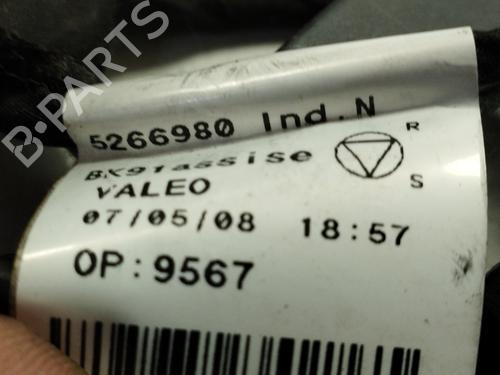 B-PARTS
5266980 Ind.N
BK91assise
R
S
VALEO
07/05/08 18:57
OP:9567